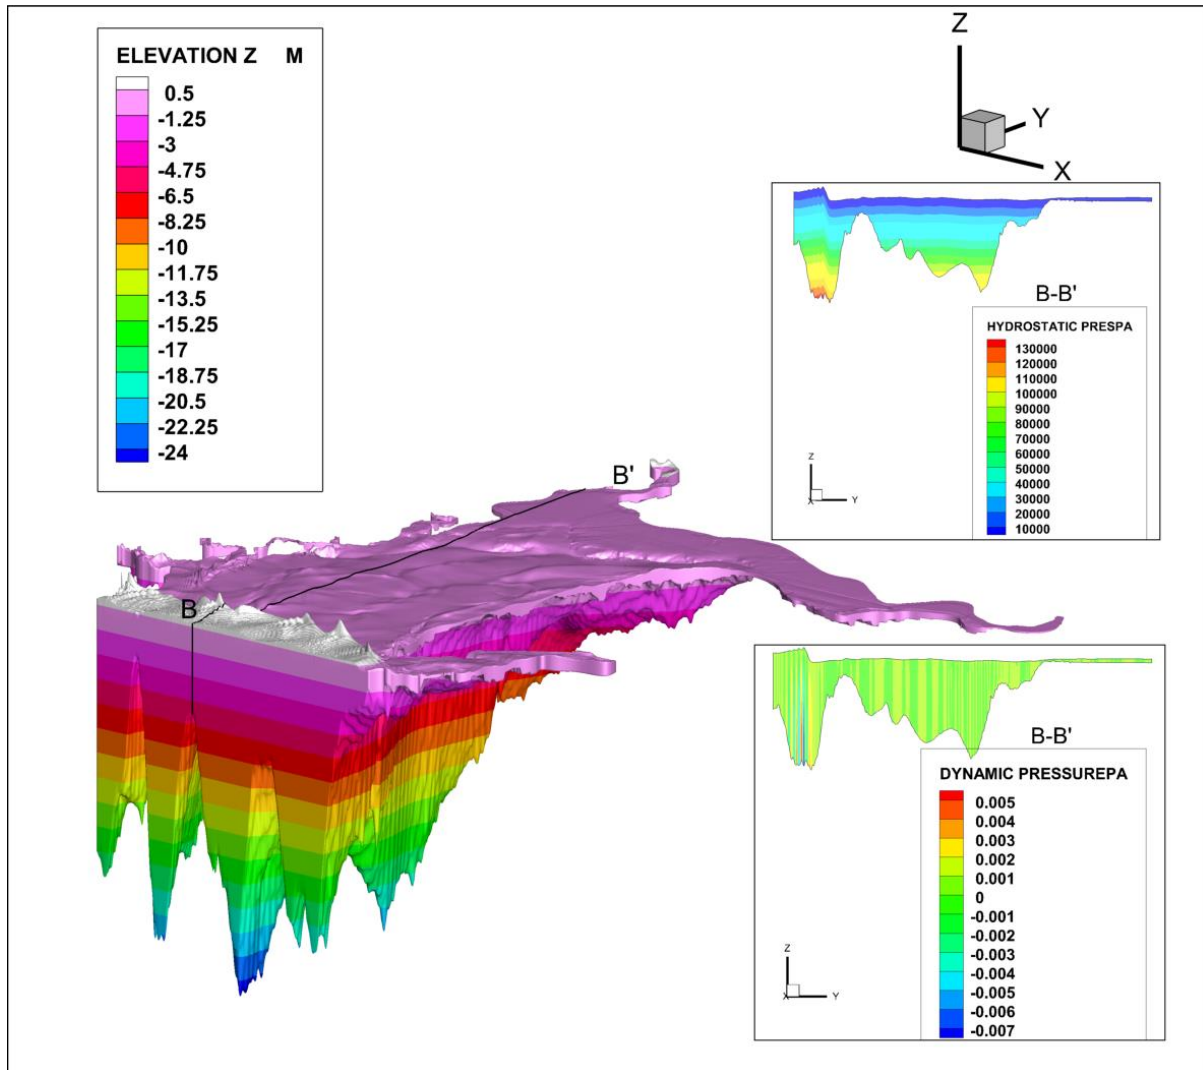 ELEVATION Z M
0.5
-1.25
-3
-4.75
-6.5
-8.25
-10
-11.75
-13.5
-15.25
-17
-18.75
-20.5
-22.25
-24
Z
Y
X
B-B'
HYDROSTATIC PRESPA
130000
120000
110000
100000
90000
80000
70000
60000
50000
40000
30000
20000
10000
Z
X Y
B'
B
B-B'
DYNAMIC PRESSUREPA
0.005
0.004
0.003
0.002
0.001
0
-0.001
-0.002
-0.003
-0.004
-0.005
-0.006
-0.007
Z
X Y